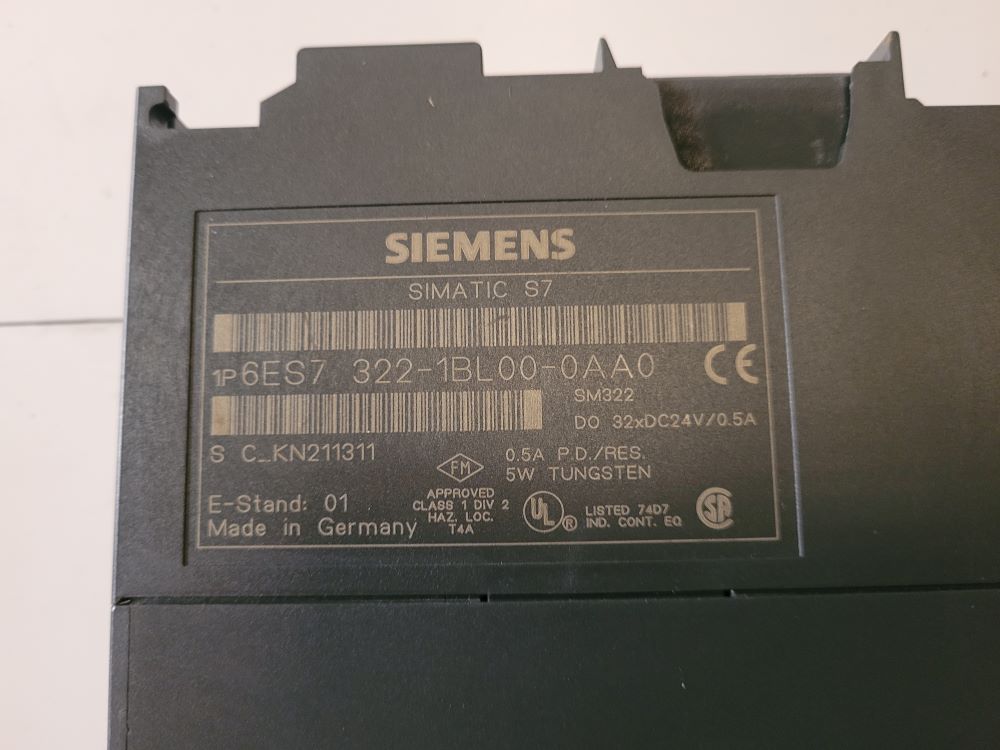 SIEMENS
SIMATIC S7
1P 6ES7 322-1BL00-0AA0
CE
SM322
DO 32xDC24V/0.5A
S C_KN211311
0.5A P.D./RES.
5W TUNGSTEN
FM
APPROVED
CLASS 1 DIV 2
HAZ. LOC.
T4A
UL ®
LISTED 74D7
IND. CONT. EQ
SA
E-Stand: 01
Made in Germany